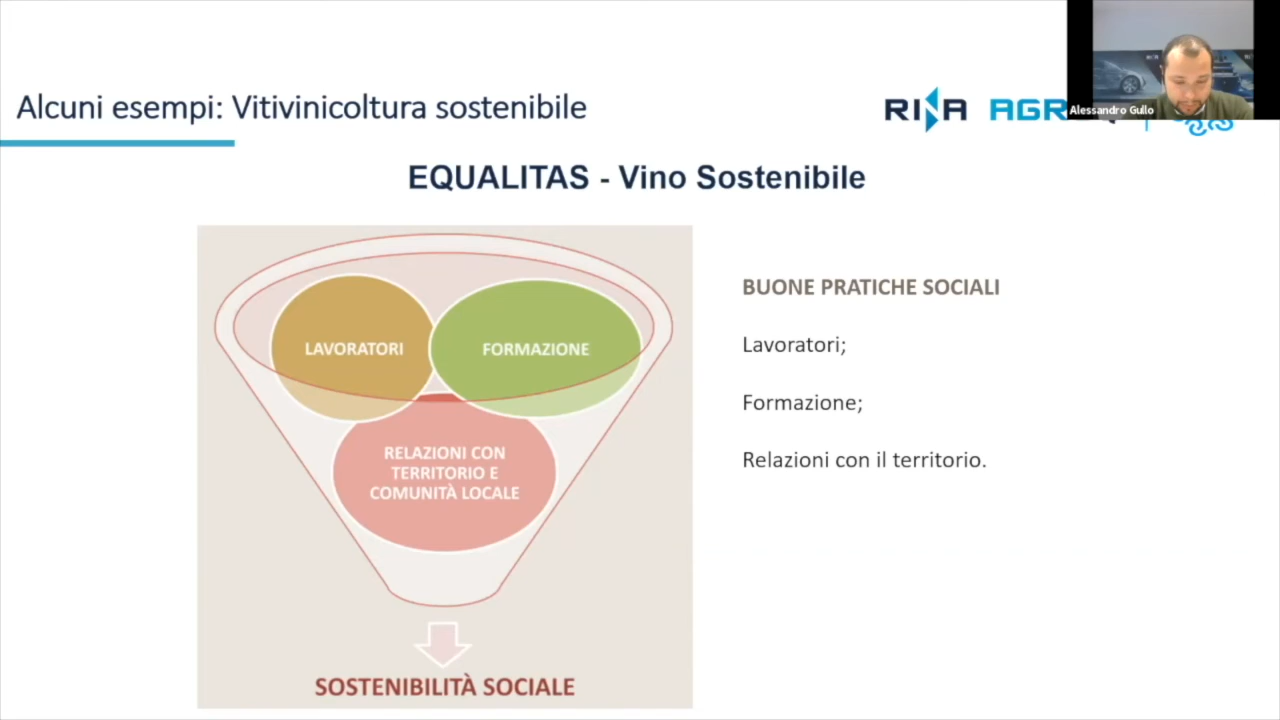 Alcuni esempi: Vitivinicoltura sostenibile
RINA
AGR
Alessandro Gullo
EQUALITAS - Vino Sostenibile
LAVORATORI
FORMAZIONE
RELAZIONI CON
TERRITORIO E
COMUNITÀ LOCALE
SOSTENIBILITÀ SOCIALE
BUONE PRATICHE SOCIALI
Lavoratori;
Formazione;
Relazioni con il territorio.